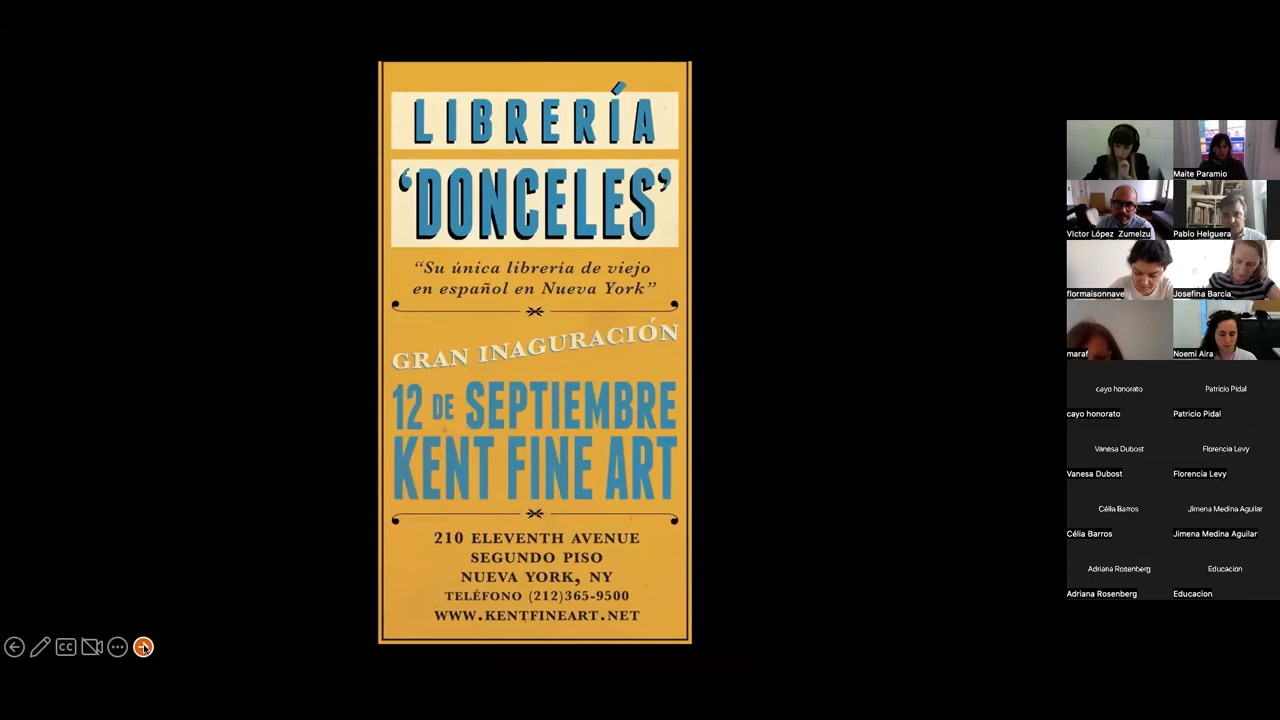 LIBRERÍA
‘DONCELES’
“Su única librería de viejo
en español en Nueva York”
GRAN INAGURACIÓN
12 DE SEPTIEMBRE
KENT FINE ART
210 ELEVENTH AVENUE
SEGUNDO PISO
NUEVA YORK, NY
TELÉFONO (212)365-9500
WWW.KENTFINEART.NET
Maite Paramio
Víctor López Zumelzu
Pablo Helguera
flormaisonnave
Josefina Barcia
maraf
Noemi Aira
cayo honorato
Patricio Pidal
cayo honorato
Patricio Pidal
Vanesa Dubost
Florencia Levy
Vanesa Dubost
Florencia Levy
Célia Barros
Jimena Medina Aguilar
Célia Barros
Jimena Medina Aguilar
Adriana Rosenberg
Educacion
Adriana Rosenberg
Educacion
CC